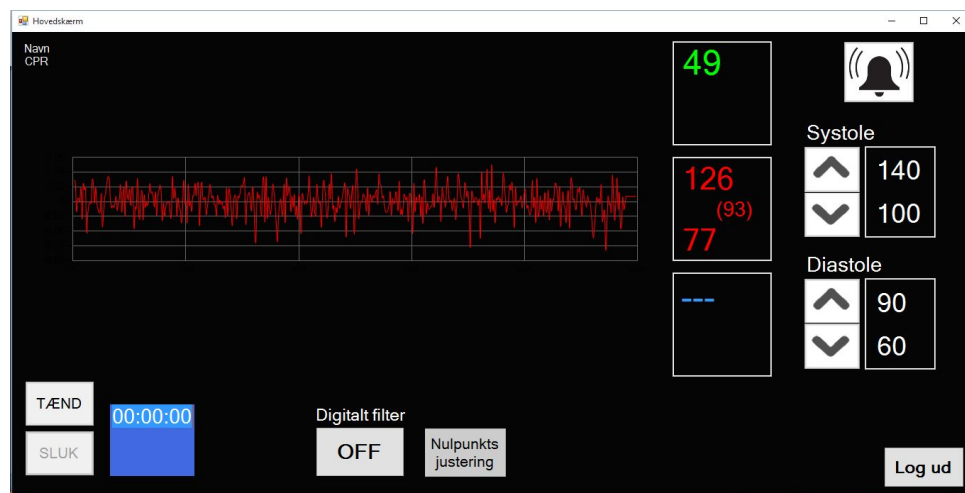 Hovedskærm
Navn
CPR
49
126
(93)
77
---
Systole
140
100
Diastole
90
60
TÆND
SLUK
00:00:00
Digitalt filter
OFF
Nulpunkts
justering
Log ud